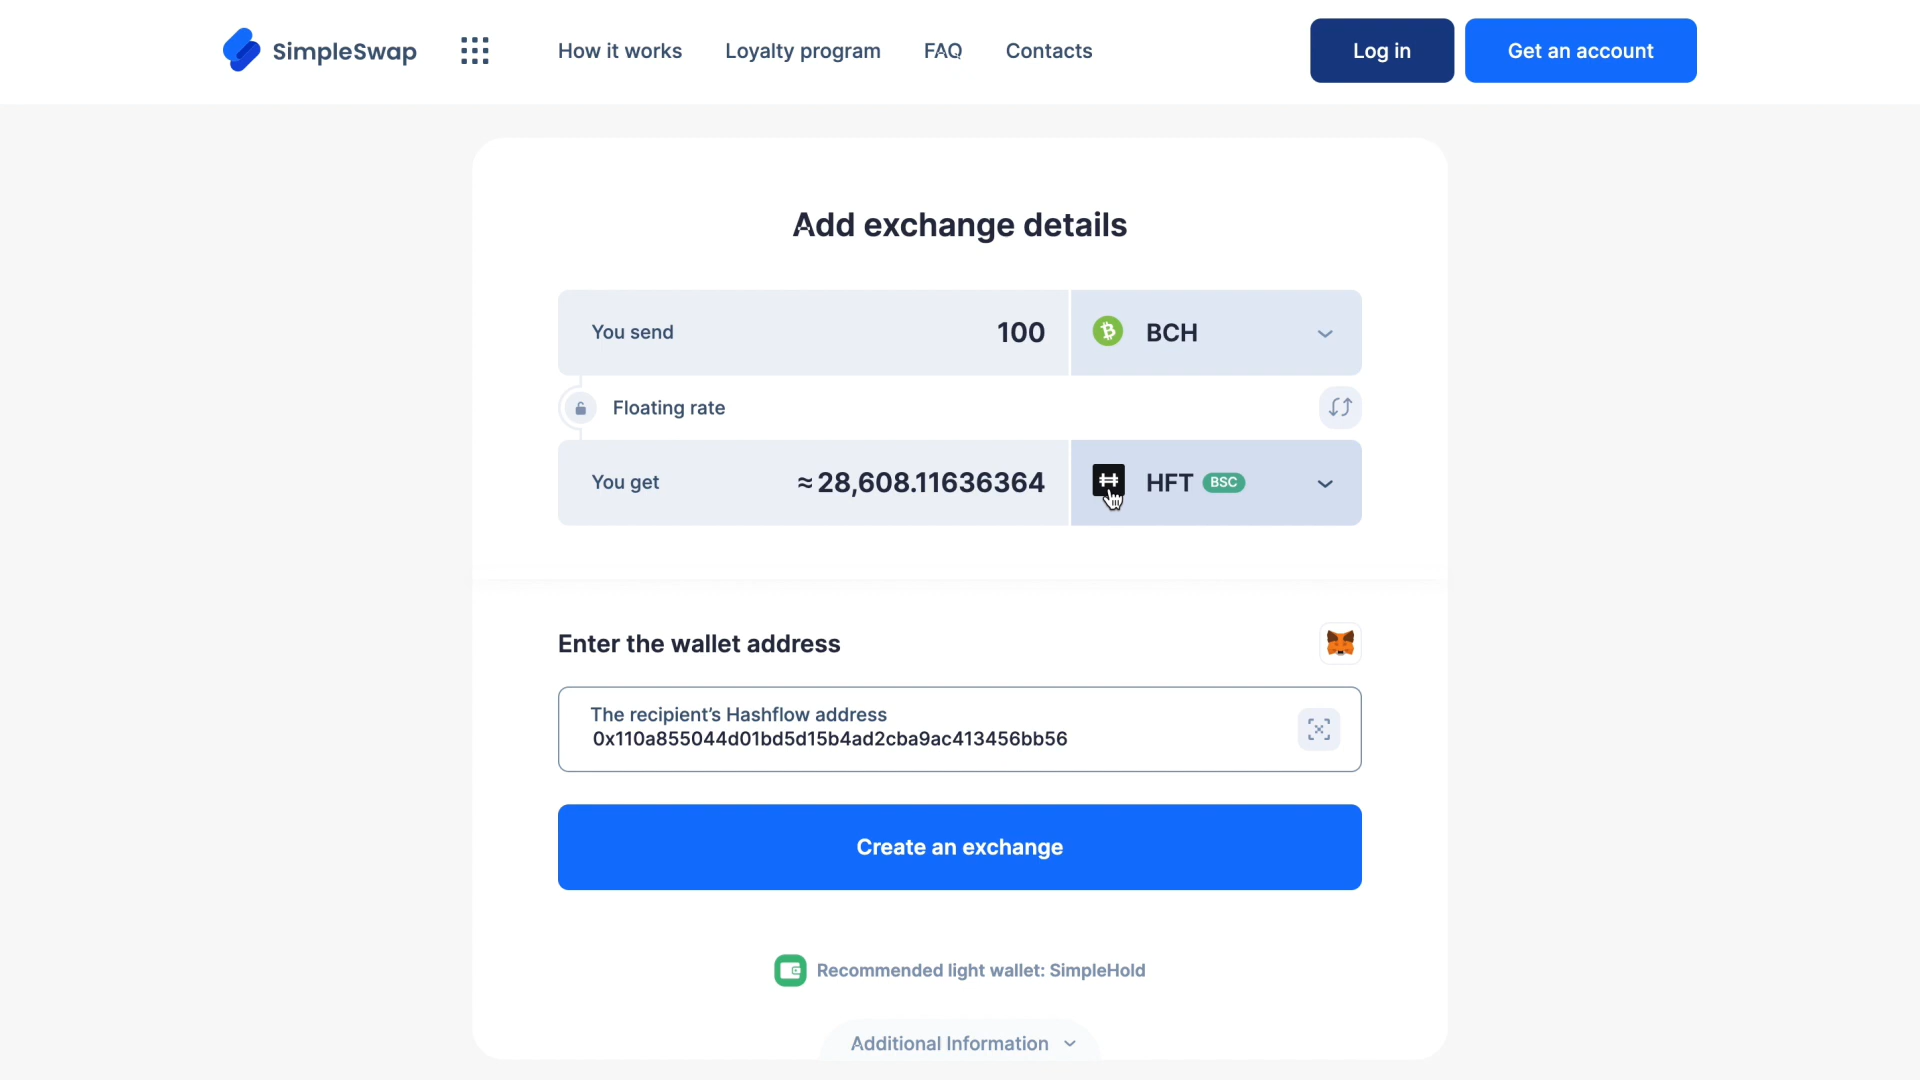 SimpleSwap
How it works
Loyalty program
FAQ
Contacts
Log in
Get an account
Add exchange details
You send
100
BCH
Floating rate
You get
≈28,608.11636364
HFT
BSC
Enter the wallet address
The recipient's Hashflow address
0x110a855044d01bd5d15b4ad2cba9ac413456bb56
Create an exchange
Recommended light wallet: SimpleHold
Additional Information